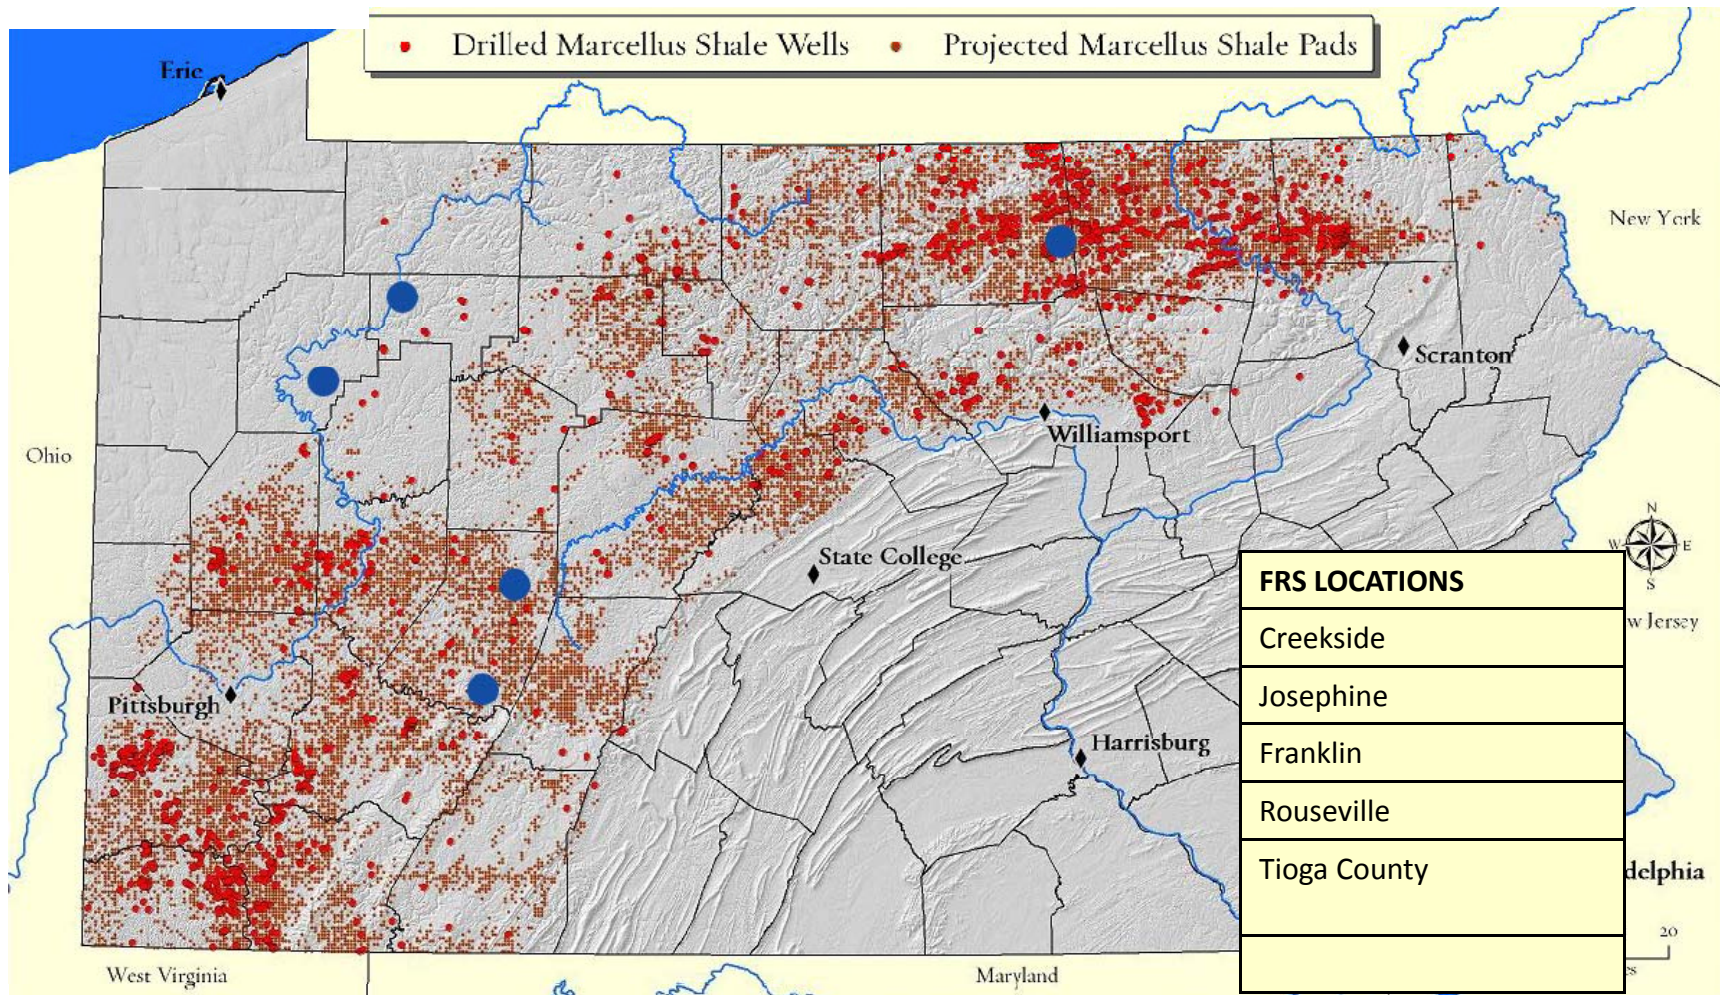 Drilled Marcellus Shale Wells
Projected Marcellus Shale Pads
Erie
New York
Scranton
Ohio
Williamsport
N
W E
S
State College
FRS LOCATIONS
Creekside
w Jersey
Josephine
Pittsburgh
Franklin
Harrisburg
Rouseville
Tioga County
delphia
20
es
West Virginia
Maryland